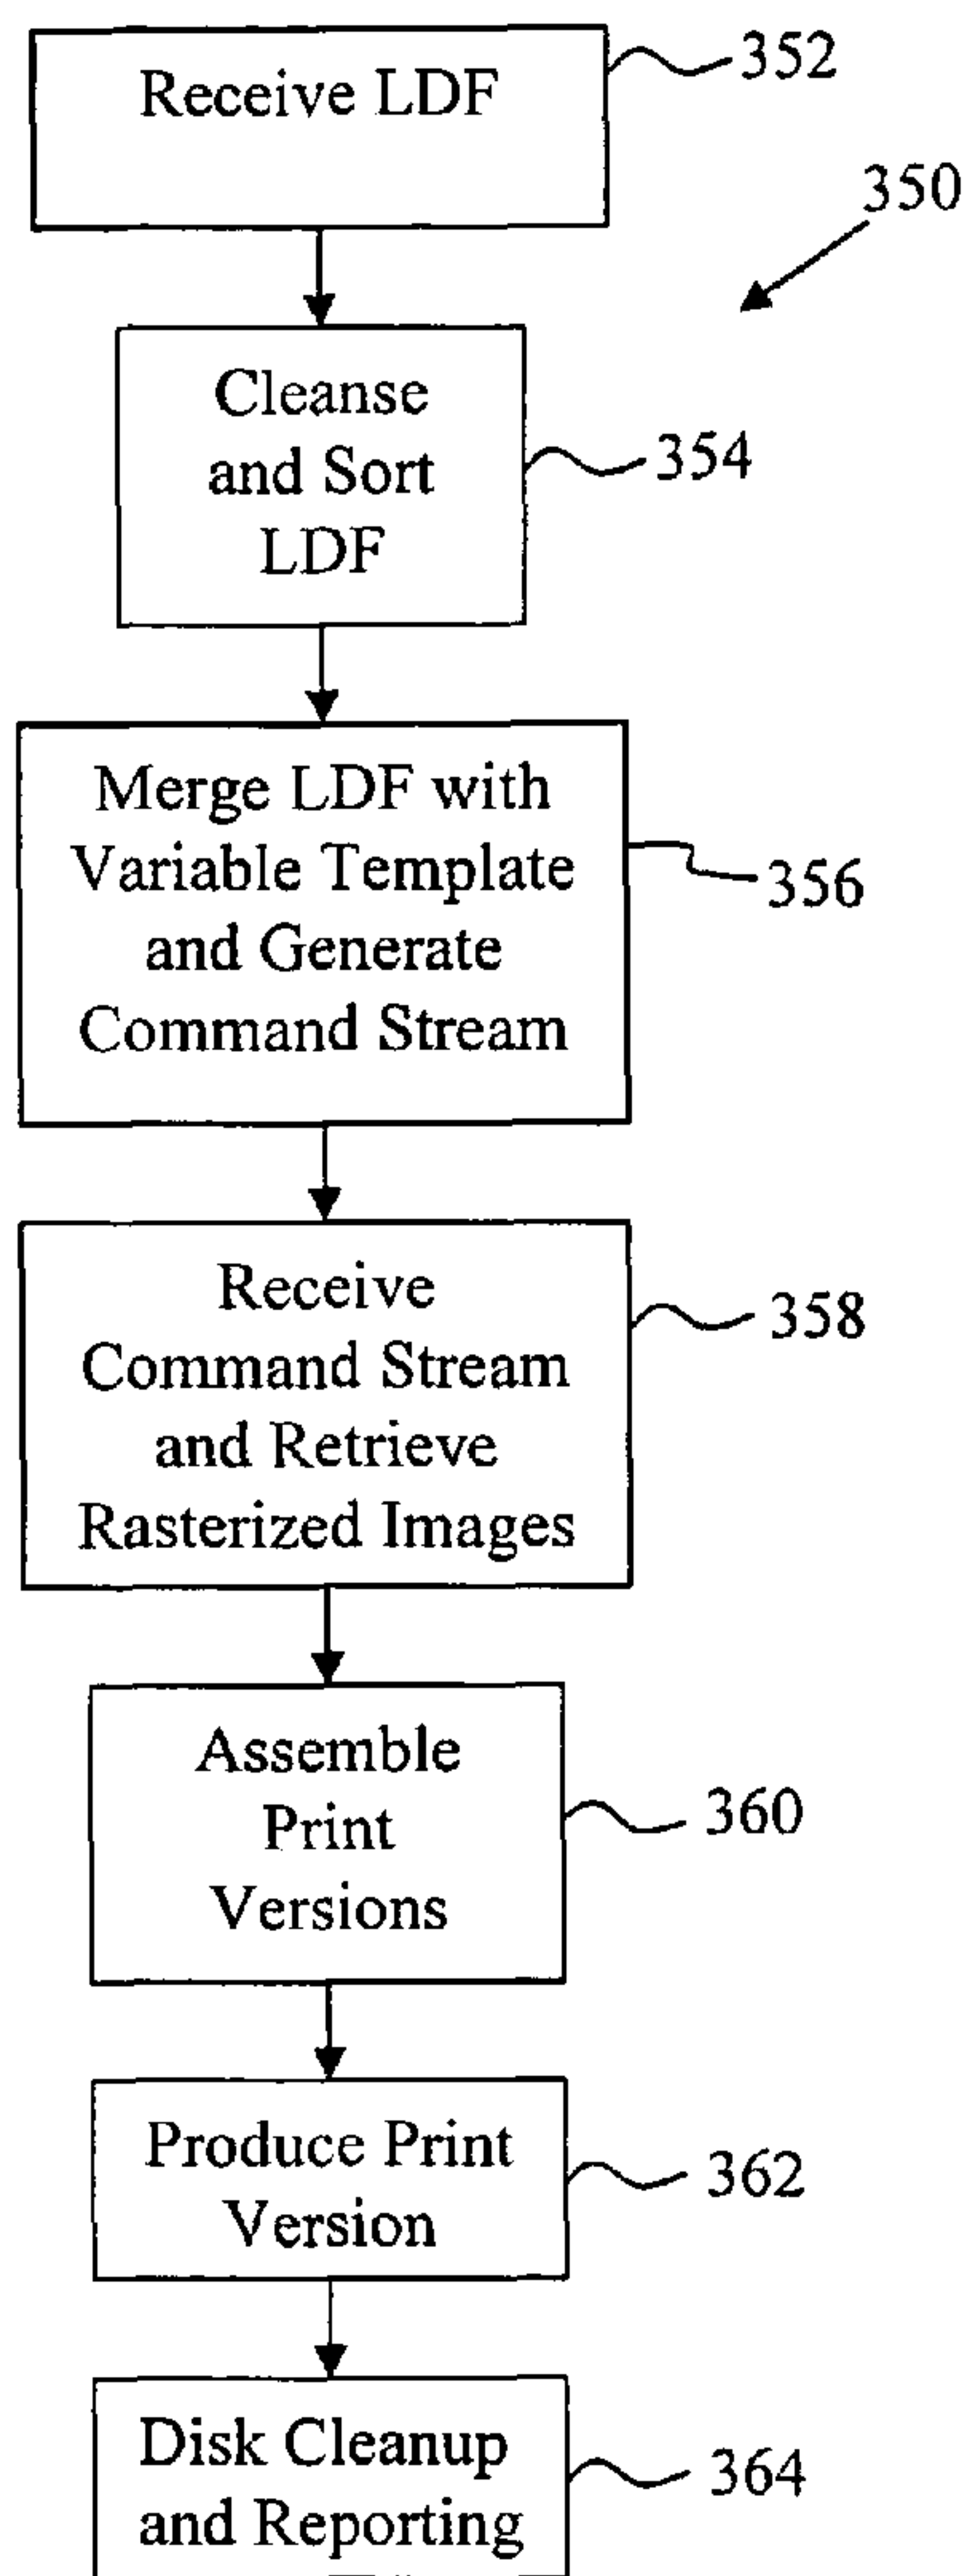 Receive LDF
352
350
Cleanse
and Sort
LDF
354
Merge LDF with
Variable Template
and Generate
Command Stream
356
Receive
Command Stream
and Retrieve
Rasterized Images
358
Assemble
Print
Versions
360
Produce Print
Version
362
Disk Cleanup
and Reporting
364